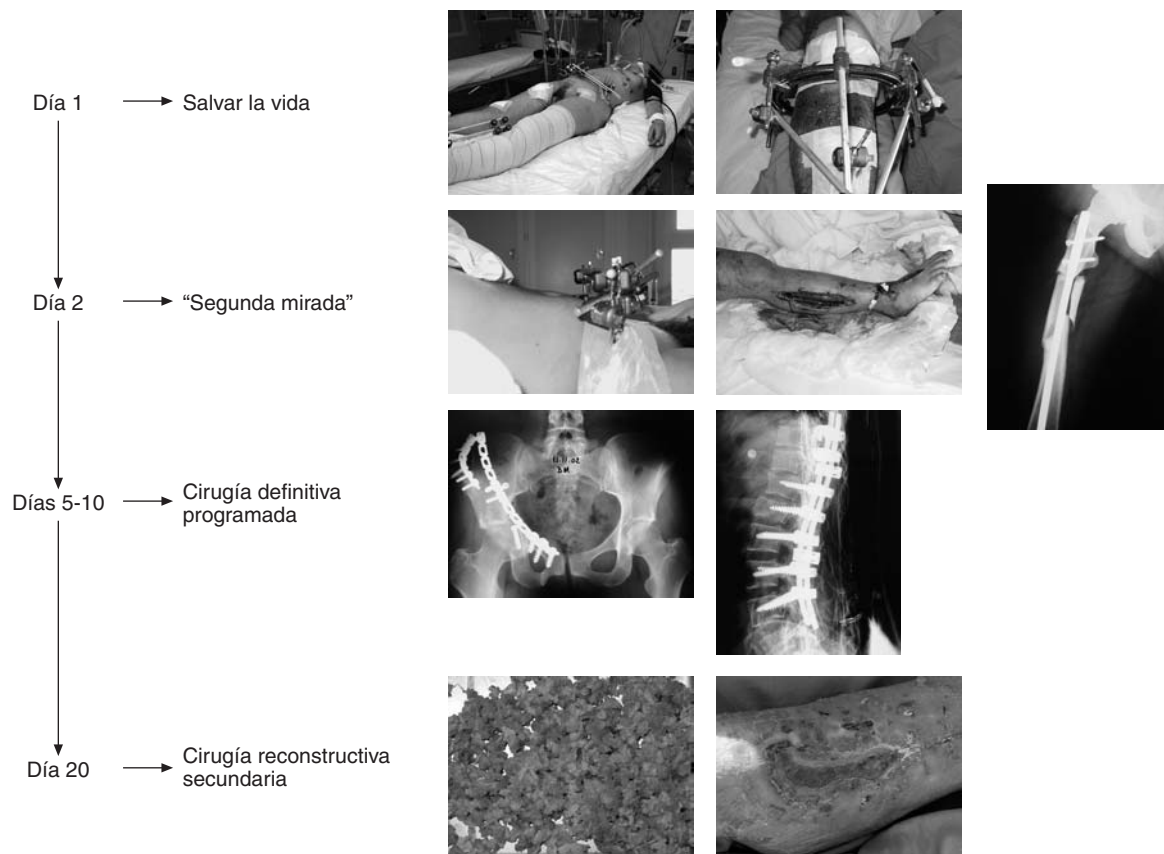 Día 1
Salvar la vida
Día 2
“Segunda mirada”
Días 5-10
Cirugía definitiva
programada
Día 20
Cirugía reconstructiva
secundaria